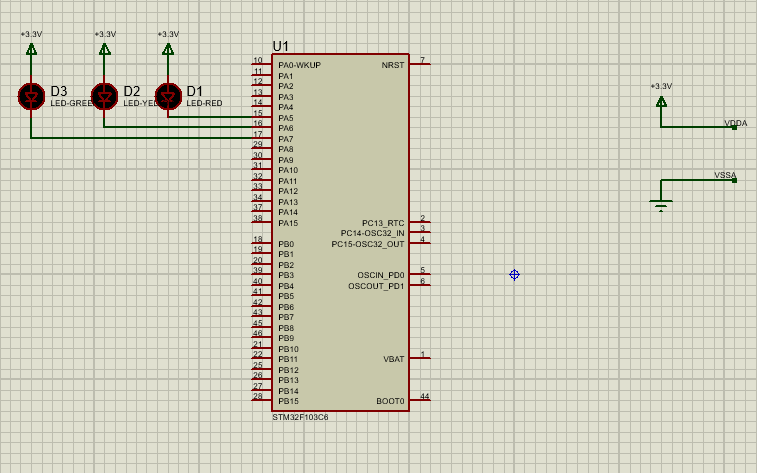 +3.3V +3.3V +3.3V
D3 D2 D1
LED-GREE LED-YE LED-RED
U1
10 PA0-WKUP NRST 7
11 PA1
12 PA2
13 PA3
14 PA4
15 PA5
16 PA6
17 PA7
29 PA8
30 PA9
31 PA10
32 PA11
33 PA12
34 PA13
37 PA14
38 PA15 PC13_RTC 2
PC14-OSC32_IN 3
18 PB0 PC15-OSC32_OUT 4
19 PB1
20 PB2
39 PB3 OSCIN_PD0 5
40 PB4 OSCOUT_PD1 6
41 PB5
42 PB6
43 PB7
45 PB8
46 PB9
21 PB10
22 PB11 VBAT 1
25 PB12
26 PB13
27 PB14
28 PB15 BOOT0 44
STM32F103C6
+3.3V
VDDA
VSSA